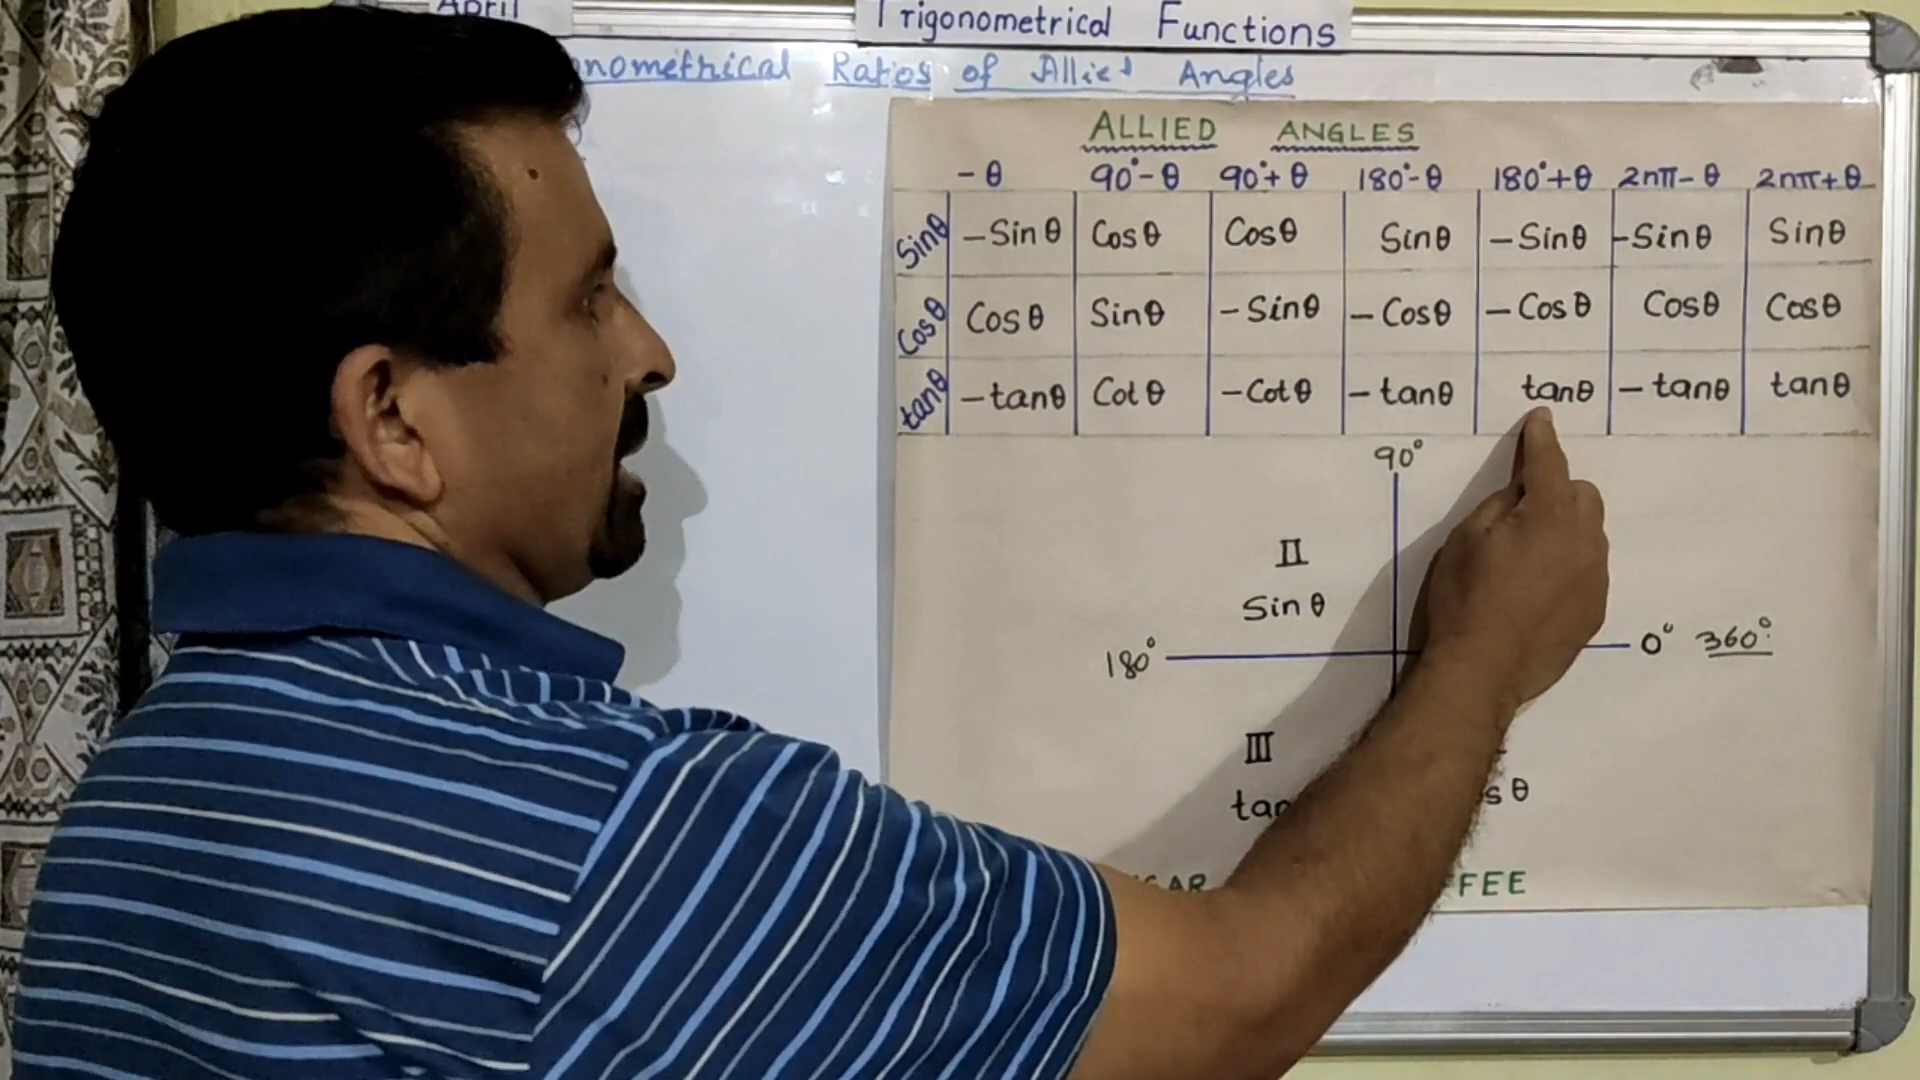 April
Trigonometrical Functions
Ratios of Allied Angles
ALLIED ANGLES
-θ 90°-θ 90°+θ 180°-θ 180°+θ 2nπ-θ 2nπ+θ
Sinθ -Sinθ Cosθ Cosθ Sinθ -Sinθ -Sinθ Sinθ
Cosθ Cosθ Sinθ -Sinθ -Cosθ -Cosθ Cosθ Cosθ
tanθ -tanθ Cotθ -Cotθ -tanθ tanθ -tanθ tanθ
90°
II
Sinθ
180° 0° 360°
III
tan θ